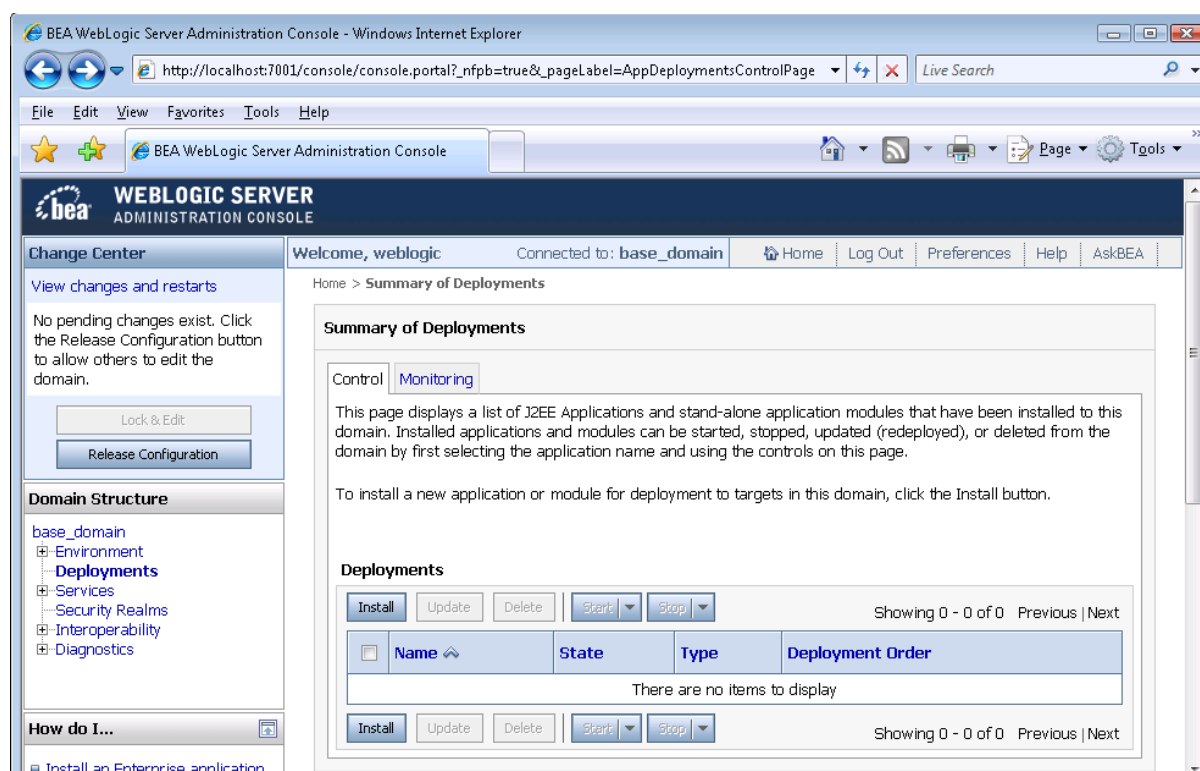 BEA WebLogic Server Administration Console - Windows Internet Explorer
http://localhost:7001/console/console.portal?_nfpb=true&_pageLabel=AppDeploymentsControlPage
Live Search
File Edit View Favorites Tools Help
BEA WebLogic Server Administration Console
Page Tools
bea WEBLOGIC SERVER
ADMINISTRATION CONSOLE
Change Center
View changes and restarts
No pending changes exist. Click
the Release Configuration button
to allow others to edit the
domain.
Lock & Edit
Release Configuration
Domain Structure
base_domain
Environment
Deployments
Services
Security Realms
Interoperability
Diagnostics
How do I...
Install an Enterprise application
Welcome, weblogic Connected to: base_domain Home Log Out Preferences Help AskBEA
Home > Summary of Deployments
Summary of Deployments
Control Monitoring
This page displays a list of J2EE Applications and stand-alone application modules that have been installed to this
domain. Installed applications and modules can be started, stopped, updated (redeployed), or deleted from the
domain by first selecting the application name and using the controls on this page.
To install a new application or module for deployment to targets in this domain, click the Install button.
Deployments
Install Update Delete Start Stop Showing 0 - 0 of 0 Previous | Next
Name State Type Deployment Order
There are no items to display
Install Update Delete Start Stop Showing 0 - 0 of 0 Previous | Next